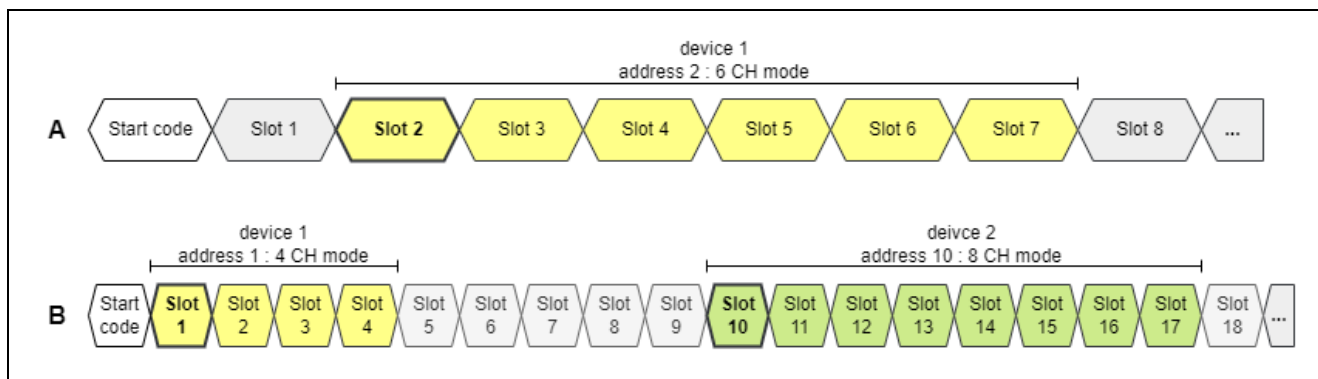 device 1
address 2 : 6 CH mode
A
Start code
Slot 1
Slot 2
Slot 3
Slot 4
Slot 5
Slot 6
Slot 7
Slot 8
...
device 1
address 1 : 4 CH mode
deivce 2
address 10 : 8 CH mode
B
Start
code
Slot
1
Slot
2
Slot
3
Slot
4
Slot
5
Slot
6
Slot
7
Slot
8
Slot
9
Slot
10
Slot
11
Slot
12
Slot
13
Slot
14
Slot
15
Slot
16
Slot
17
Slot
18
...